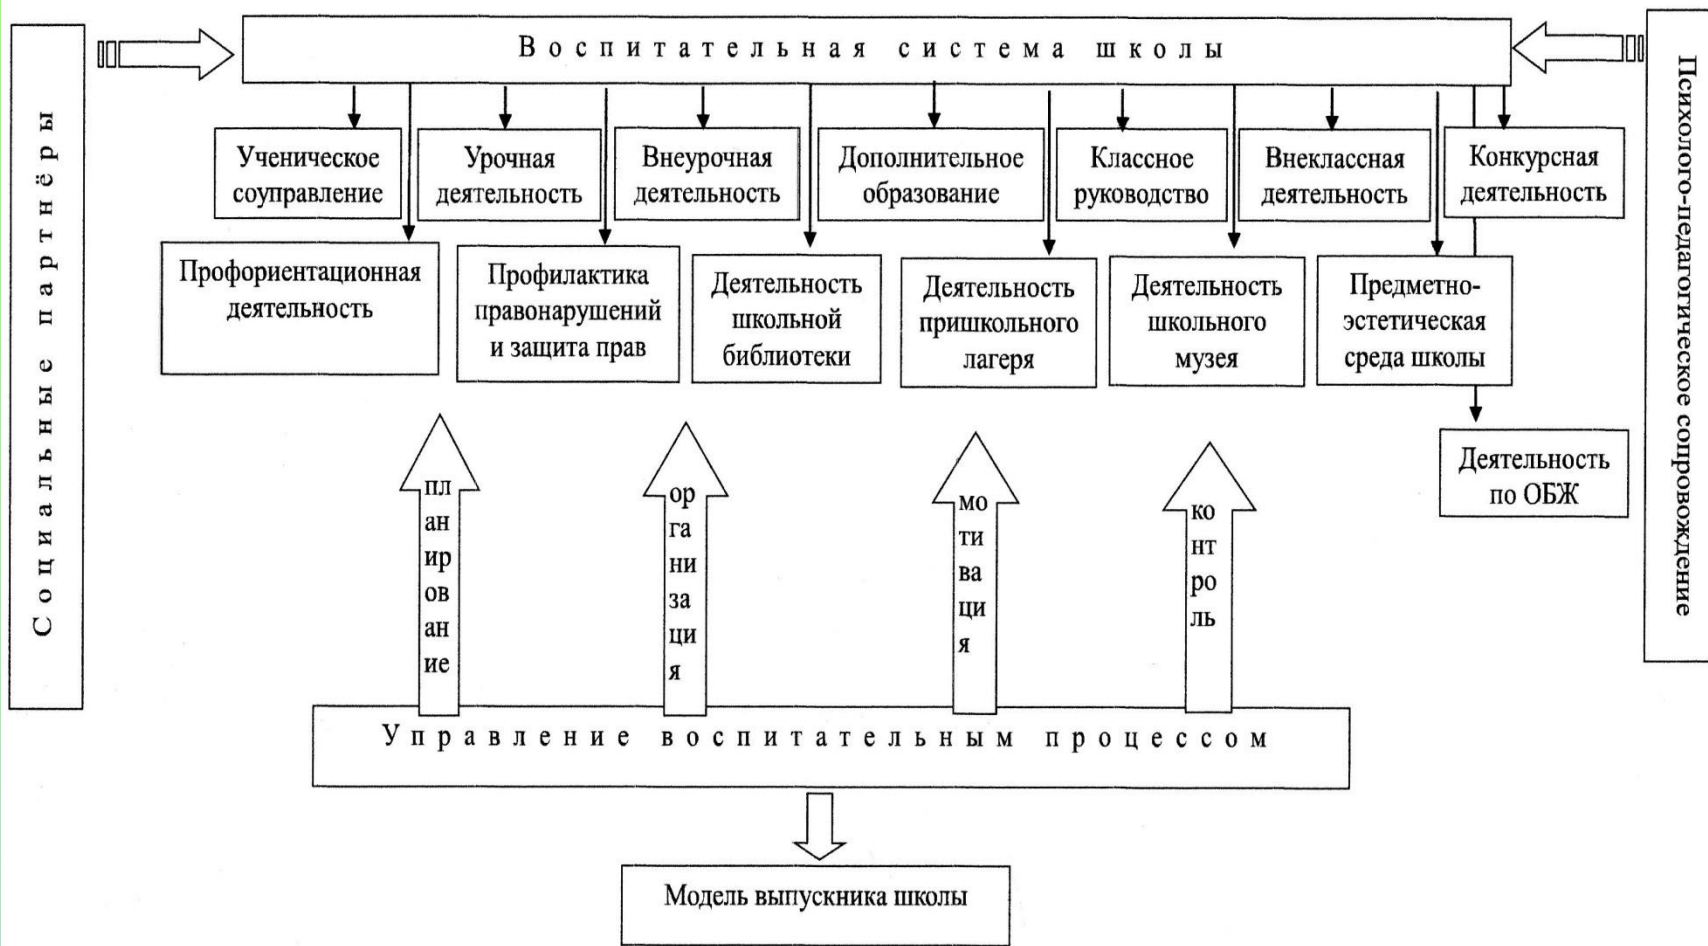 Социальные партнёры
Воспитательная система школы
Психолого-педагогическое сопровождение
Ученическое
соуправление
Урочная
деятельность
Внеурочная
деятельность
Дополнительное
образование
Классное
руководство
Внеклассная
деятельность
Конкурсная
деятельность
Профориентационная
деятельность
Профилактика
правонарушений
и защита прав
Деятельность
школьной
библиотеки
Деятельность
пришкольного
лагеря
Деятельность
школьного
музея
Предметно-
эстетическая
среда школы
Деятельность
по ОБЖ
пл
ан
ир
ов
ан
ие
ор
га
ни
за
ци
я
мо
ти
ва
ци
я
ко
нт
ро
ль
Управление воспитательным процессом
Модель выпускника школы